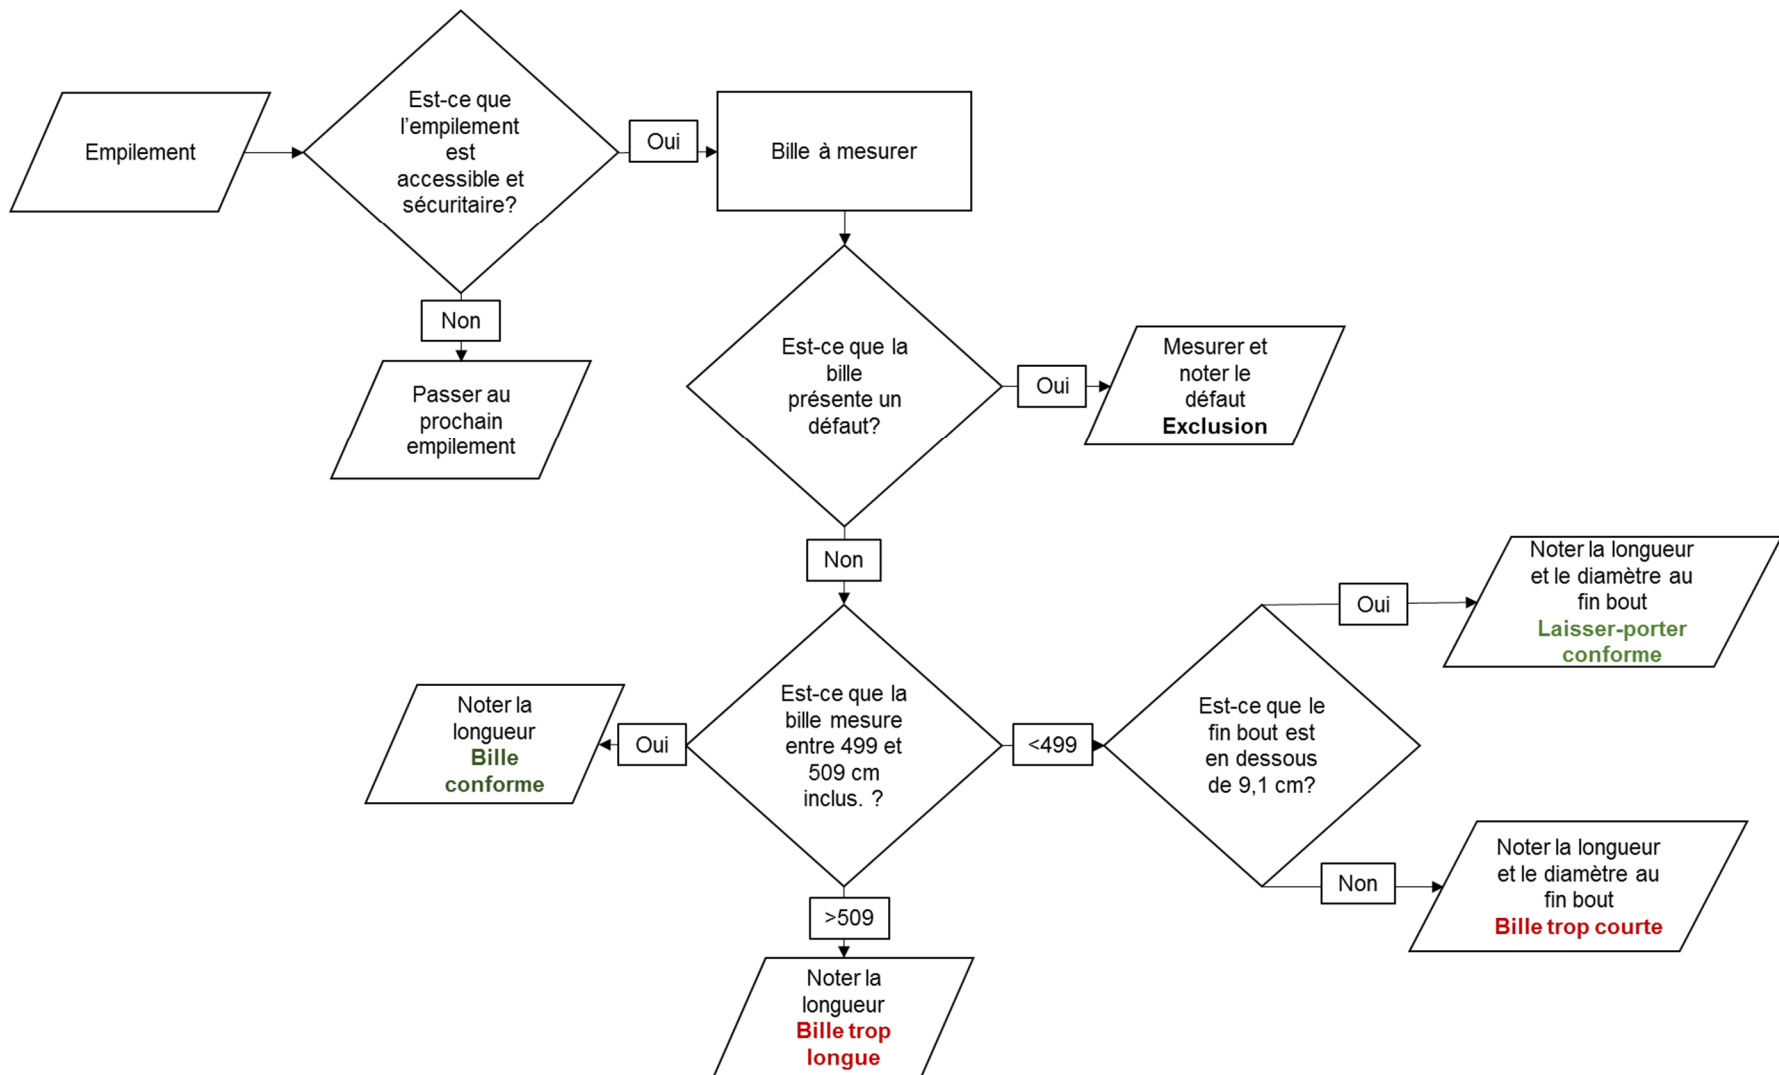 Empilement
Est-ce que
l'empilement
est
accessible et
sécuritaire?
Oui
Bille à mesurer
Non
Passer au
prochain
empilement
Est-ce que la
bille
présente un
défaut?
Oui
Mesurer et
noter le
défaut
Exclusion
Non
Est-ce que la
bille mesure
entre 499 et
509 cm
inclus. ?
Oui
Noter la
longueur
Bille
conforme
<499
Est-ce que le
fin bout est
en dessous
de 9,1 cm?
Oui
Noter la longueur
et le diamètre au
fin bout
Laisser-porter
conforme
Non
Noter la longueur
et le diamètre au
fin bout
Bille trop courte
>509
Noter la
longueur
Bille trop
longue